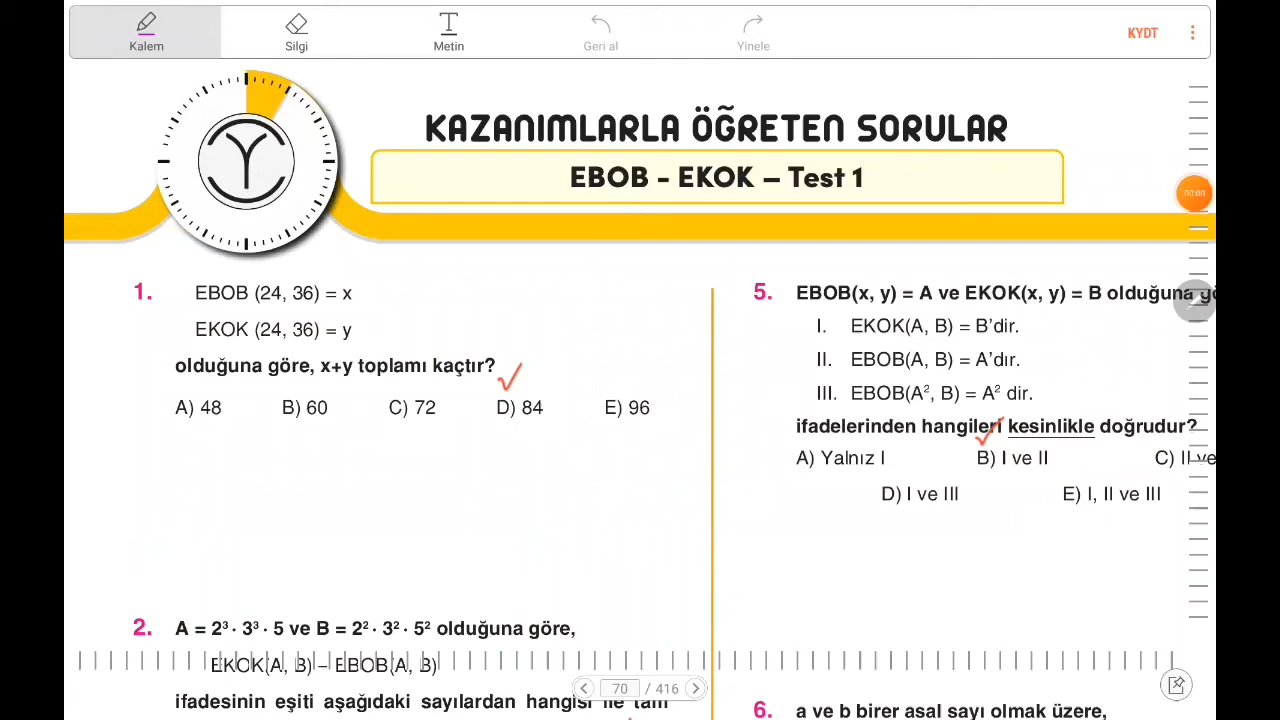 Kalem
Silgi
Metin
Geri al
Yinele
KYDT
KAZANIMLARLA ÖĞRETEN SORULAR
EBOB - EKOK – Test 1
00:00
1. EBOB (24, 36) = x
EKOK (24, 36) = y
olduğuna göre, x+y toplamı kaçtır?
A) 48 B) 60 C) 72 D) 84 E) 96
2. A = 2³ · 3³ · 5 ve B = 2² · 3² · 5² olduğuna göre,
EKOK(A, B) – EBOB(A, B)
ifadesinin eşiti aşağıdaki sayılardan hangisi ile tam
5. EBOB(x, y) = A ve EKOK(x, y) = B olduğuna
I. EKOK(A, B) = B’dir.
II. EBOB(A, B) = A’dır.
III. EBOB(A², B) = A² dir.
ifadelerinden hangileri kesinlikle doğrudur?
A) Yalnız I B) I ve II C) II ve
D) I ve III E) I, II ve III
6. a ve b birer asal sayı olmak üzere,
70 / 416